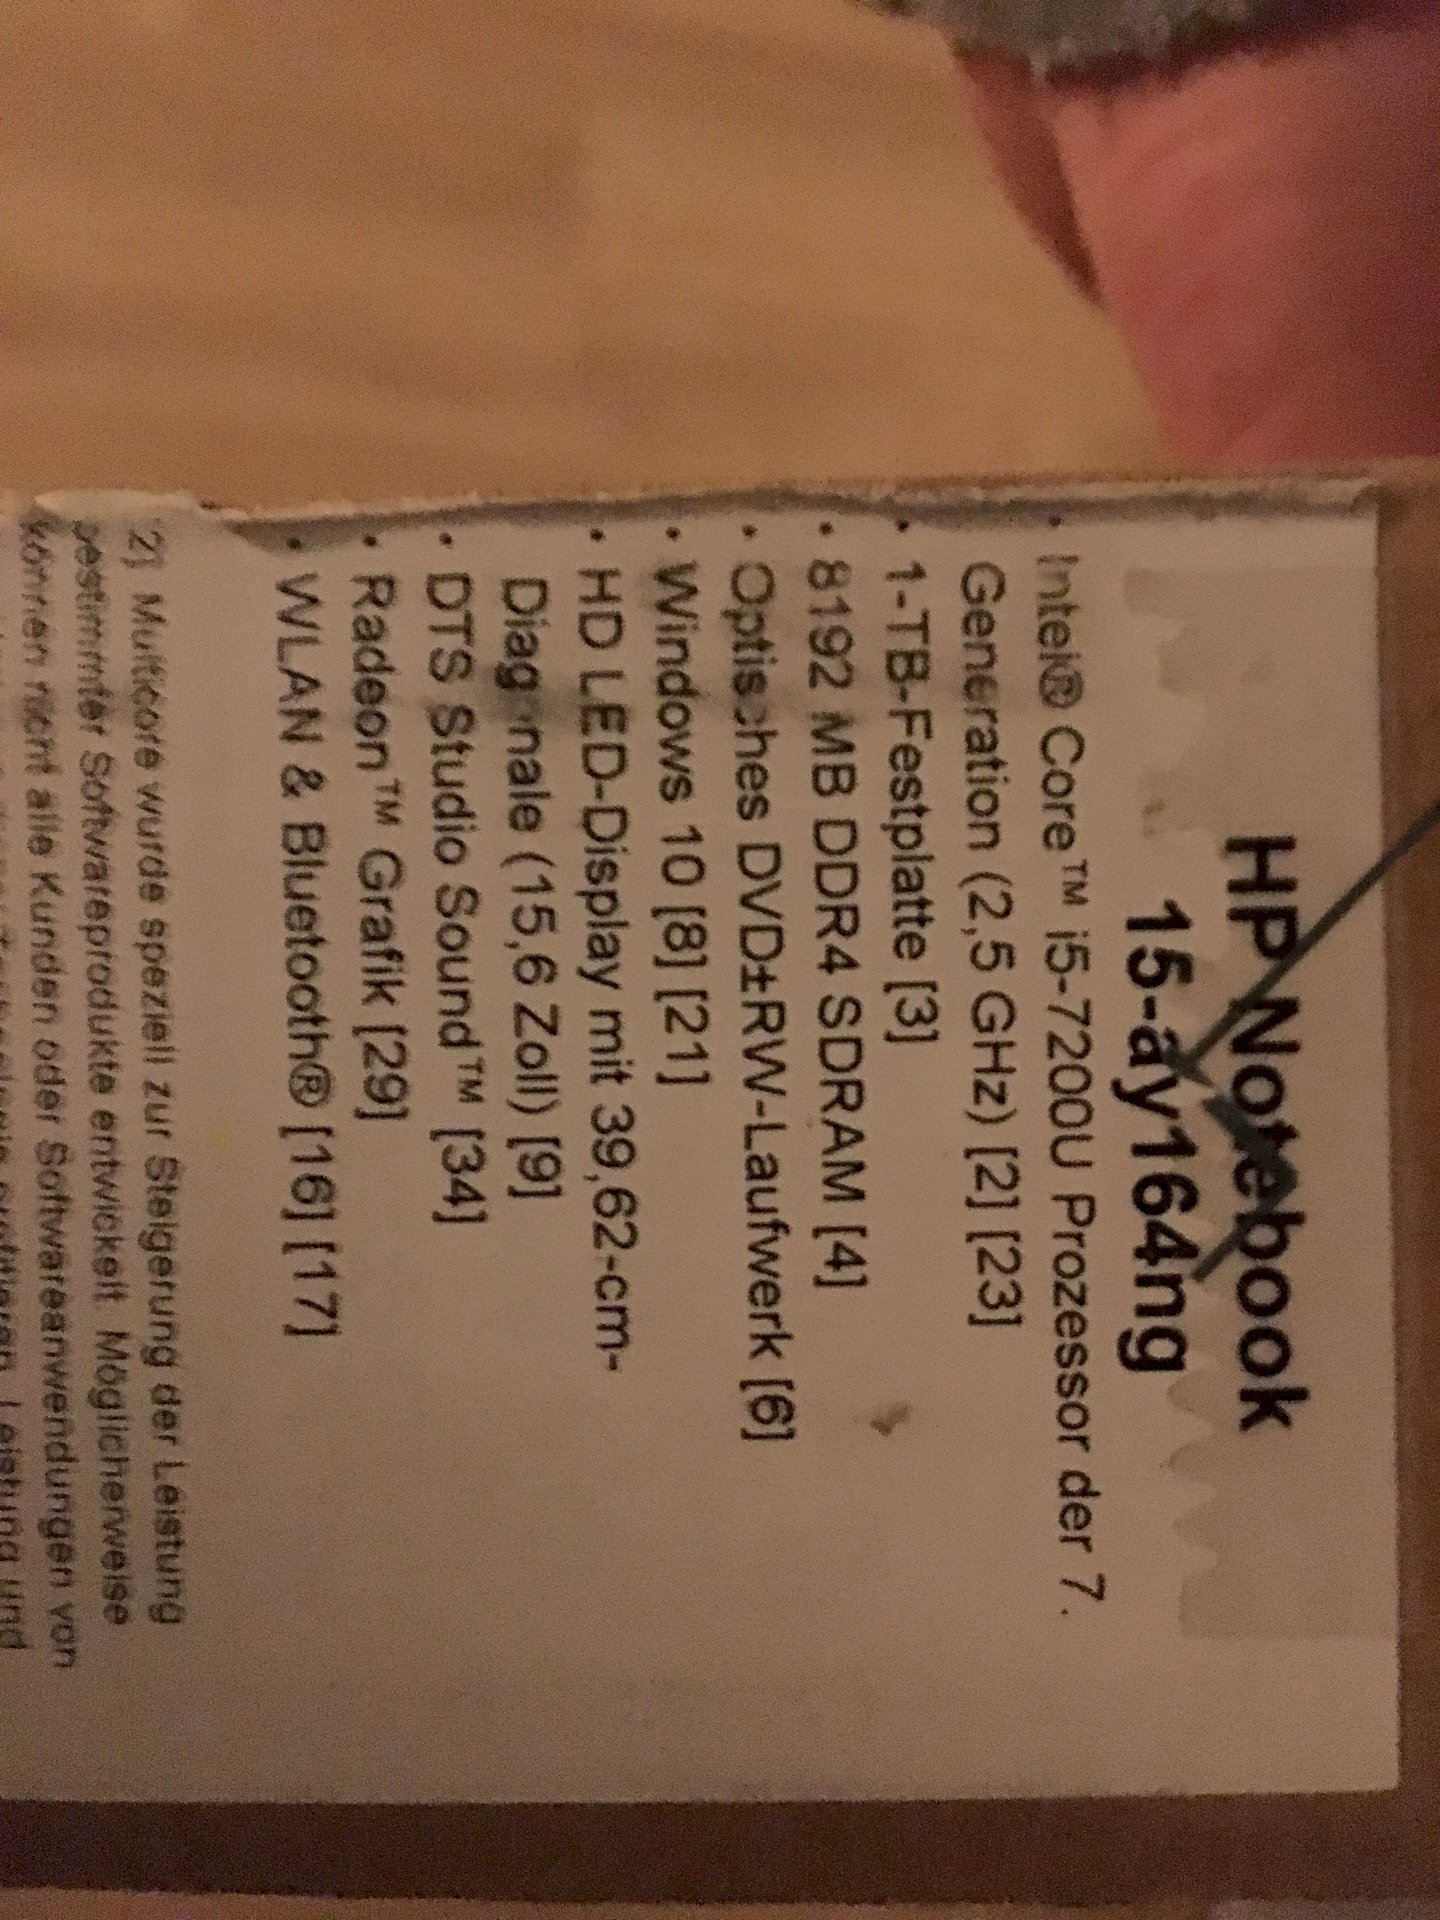 HP Notebook
15-ay164ng
• Intel® Core™ i5-7200U Prozessor der 7.
Generation (2,5 GHz) [2] [23]
• 1-TB-Festplatte [3]
• 8192 MB DDR4 SDRAM [4]
• Optisches DVD±RW-Laufwerk [6]
• Windows 10 [8] [21]
• HD LED-Display mit 39,62-cm-
Diagonale (15,6 Zoll) [9]
• DTS Studio Sound™ [34]
• Radeon™ Grafik [29]
• WLAN & Bluetooth® [16] [17]
2] Multicore wurde speziell zur Steigerung der Leistung
bestimmter Softwareprodukte entwickelt. Möglicherweise
können nicht alle Kunden oder Softwareanwendungen von
Leistung und